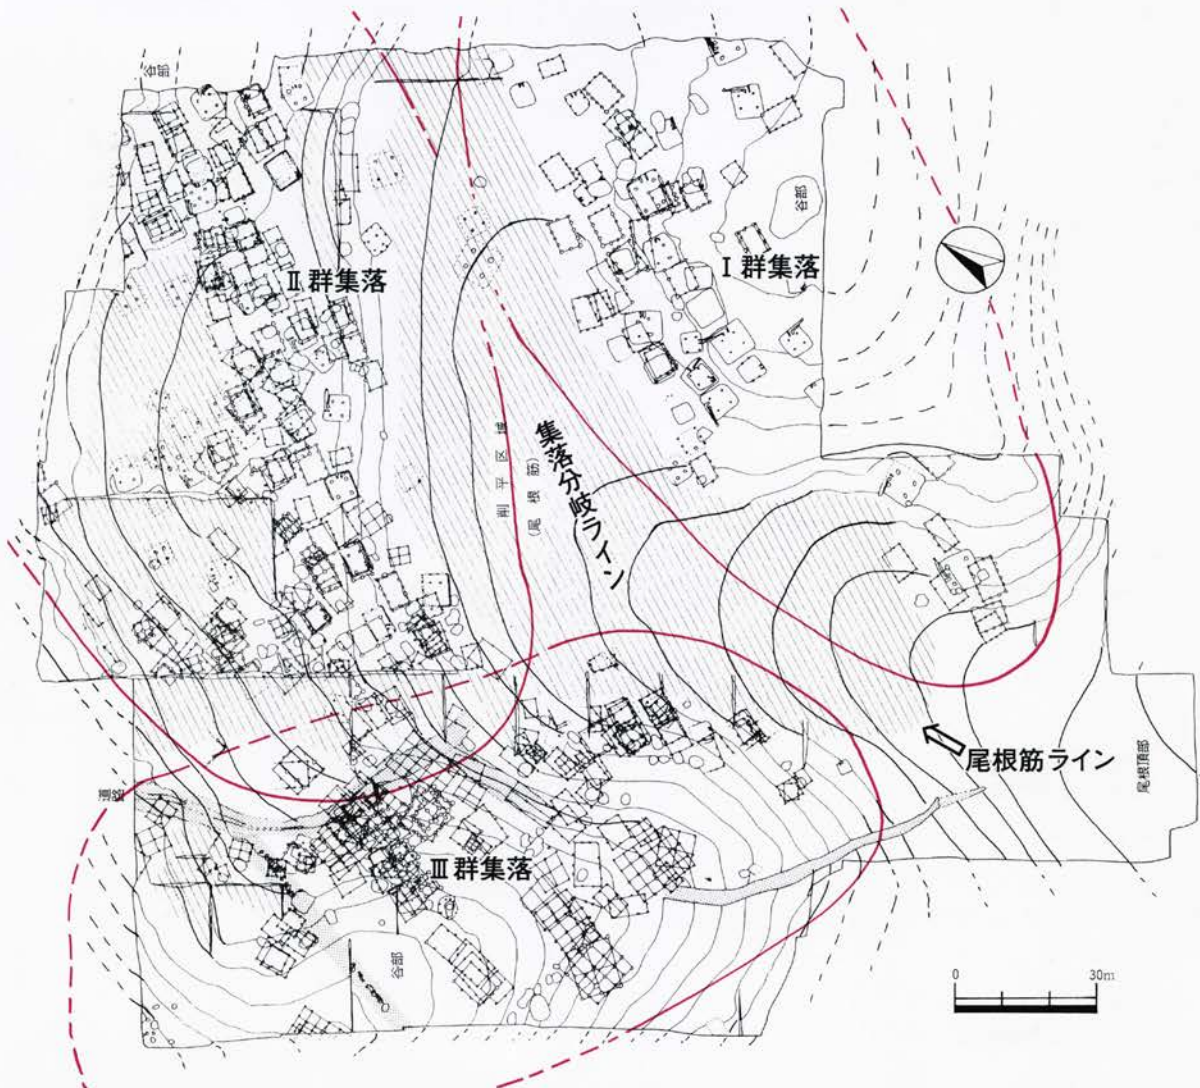 谷部
谷部
Ⅱ群集落
Ⅰ群集落
集落分岐ライン
削平区域
(尾根筋)
尾根筋ライン
尾根頂部
道路
Ⅲ群集落
谷部
0 30m